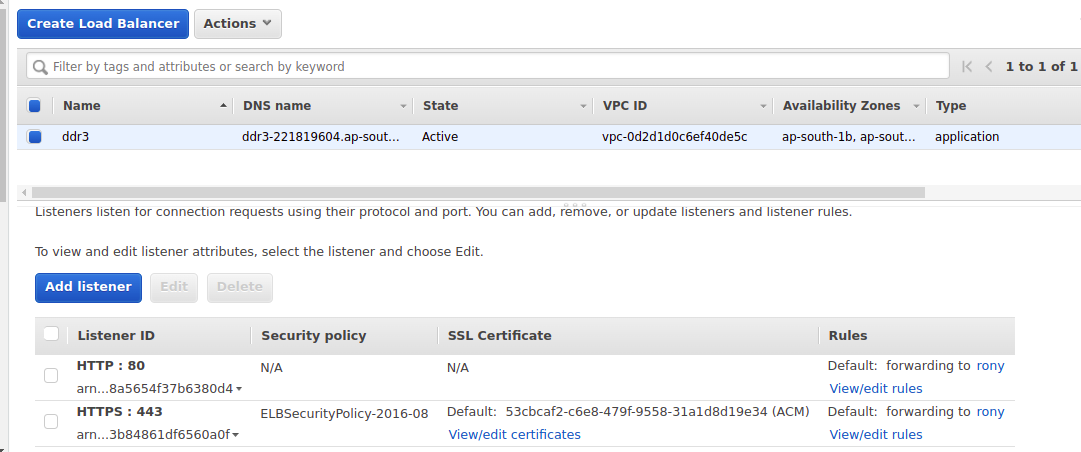 Create Load Balancer Actions
Filter by tags and attributes or search by keyword 1 to 1 of 1
Name DNS name State VPC ID Availability Zones Type
ddr3 ddr3-221819604.ap-sout... Active vpc-0d2d1d0c6ef40de5c ap-south-1b, ap-sout... application
Listeners listen for connection requests using their protocol and port. You can add, remove, or update listeners and listener rules.
To view and edit listener attributes, select the listener and choose Edit.
Add listener Edit Delete
Listener ID Security policy SSL Certificate Rules
HTTP : 80 N/A N/A Default: forwarding to rony
arn...8a5654f37b6380d4 View/edit rules
HTTPS : 443 ELBSecurityPolicy-2016-08 Default: 53cbcaf2-c6e8-479f-9558-31a1d8d19e34 (ACM) Default: forwarding to rony
arn...3b84861df6560a0f View/edit certificates View/edit rules